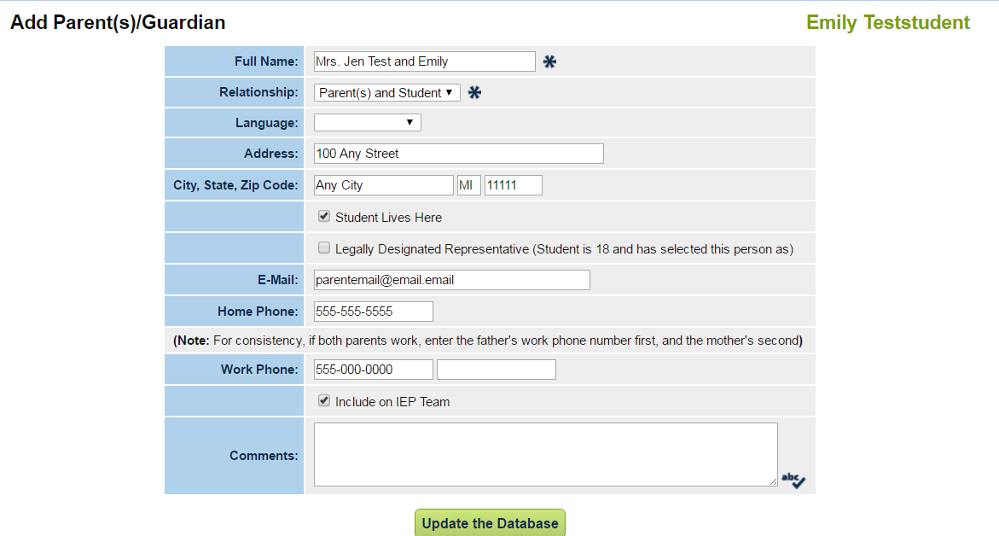 Add Parent(s)/Guardian Emily Teststudent
Full Name: Mrs. Jen Test and Emily *
Relationship: Parent(s) and Student ▼ *
Language: ▼
Address: 100 Any Street
City, State, Zip Code: Any City MI 11111
Student Lives Here
Legally Designated Representative (Student is 18 and has selected this person as)
E-Mail: parentemail@email.email
Home Phone: 555-555-5555
(Note: For consistency, if both parents work, enter the father's work phone number first, and the mother's second)
Work Phone: 555-000-0000
Include on IEP Team
Comments:
abc
Update the Database